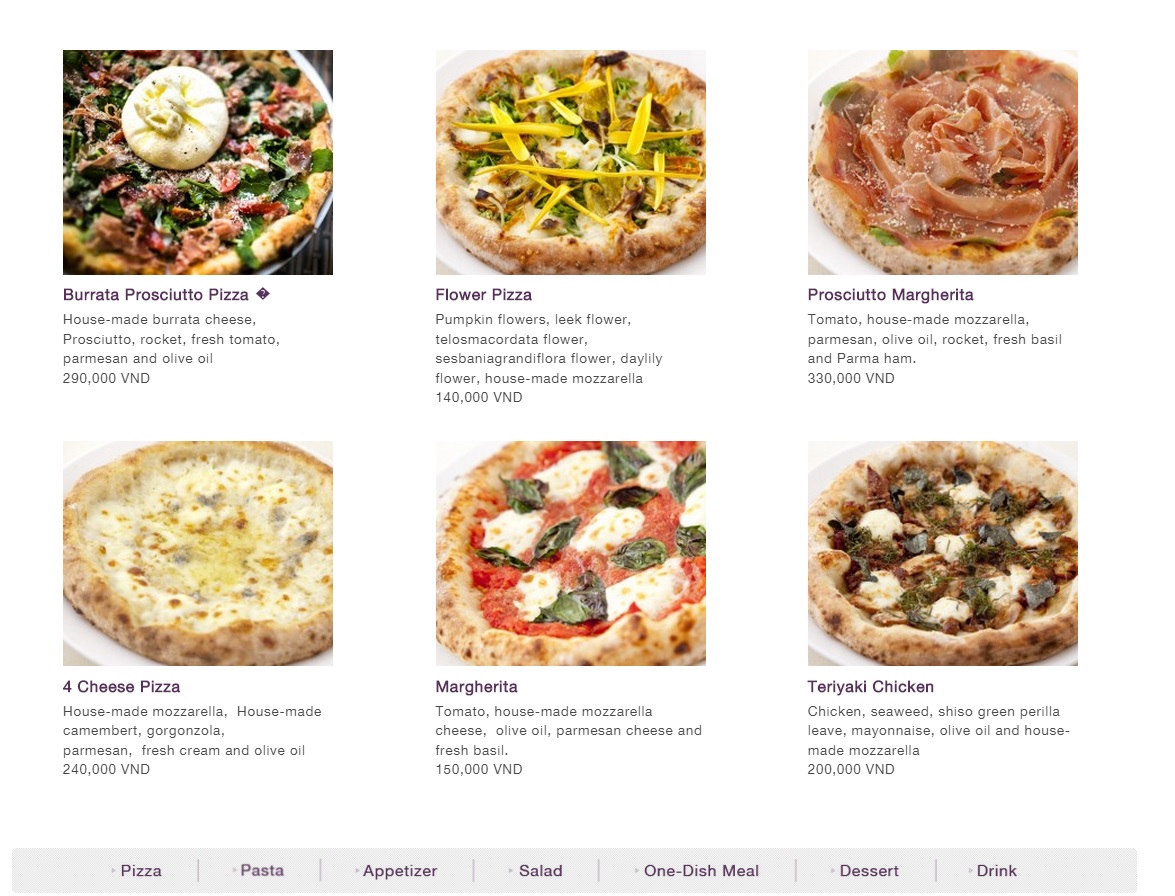 Burrata Prosciutto Pizza �
House-made burrata cheese,
Prosciutto, rocket, fresh tomato,
parmesan and olive oil
290,000 VND
Flower Pizza
Pumpkin flowers, leek flower,
telosmacordata flower,
sesbaniagrandiflora flower, daylily
flower, house-made mozzarella
140,000 VND
Prosciutto Margherita
Tomato, house-made mozzarella,
parmesan, olive oil, rocket, fresh basil
and Parma ham.
330,000 VND
4 Cheese Pizza
House-made mozzarella,  House-made
camembert, gorgonzola,
parmesan,  fresh cream and olive oil
240,000 VND
Margherita
Tomato, house-made mozzarella
cheese,  olive oil, parmesan cheese and
fresh basil.
150,000 VND
Teriyaki Chicken
Chicken, seaweed, shiso green perilla
leave, mayonnaise, olive oil and house-
made mozzarella
200,000 VND
Pizza | Pasta | Appetizer | Salad | One-Dish Meal | Dessert | Drink